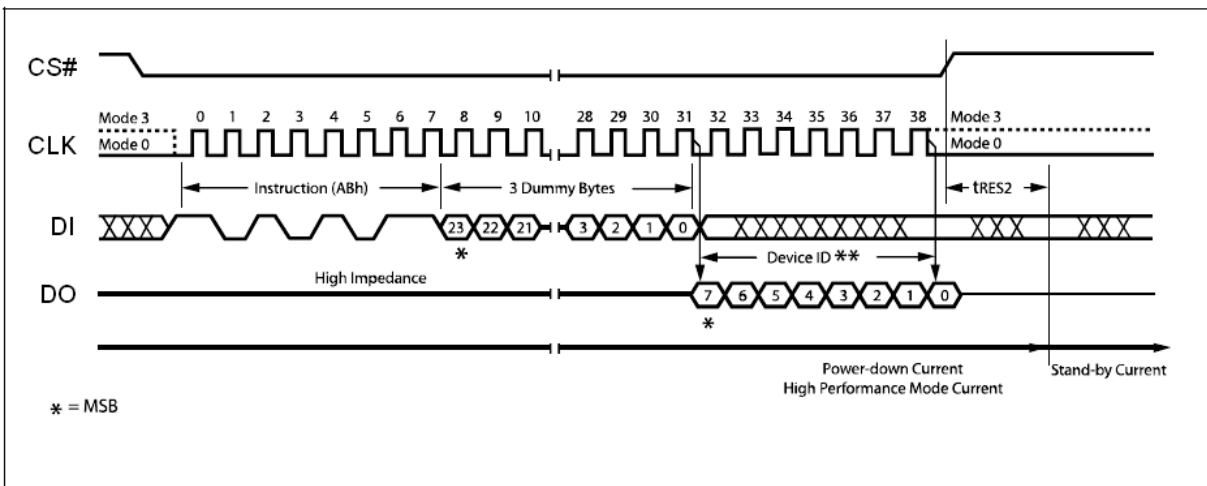 CS#
Mode 3 0 1 2 3 4 5 6 7 8 9 10 28 29 30 31 32 33 34 35 36 37 38 Mode 3
CLK Mode 0 Mode 0
Instruction (ABh) 3 Dummy Bytes tRES2
DI 23 22 21 3 2 1 0
* Device ID **
High Impedance
DO 7 6 5 4 3 2 1 0
*
Power-down Current Stand-by Current
High Performance Mode Current
* = MSB